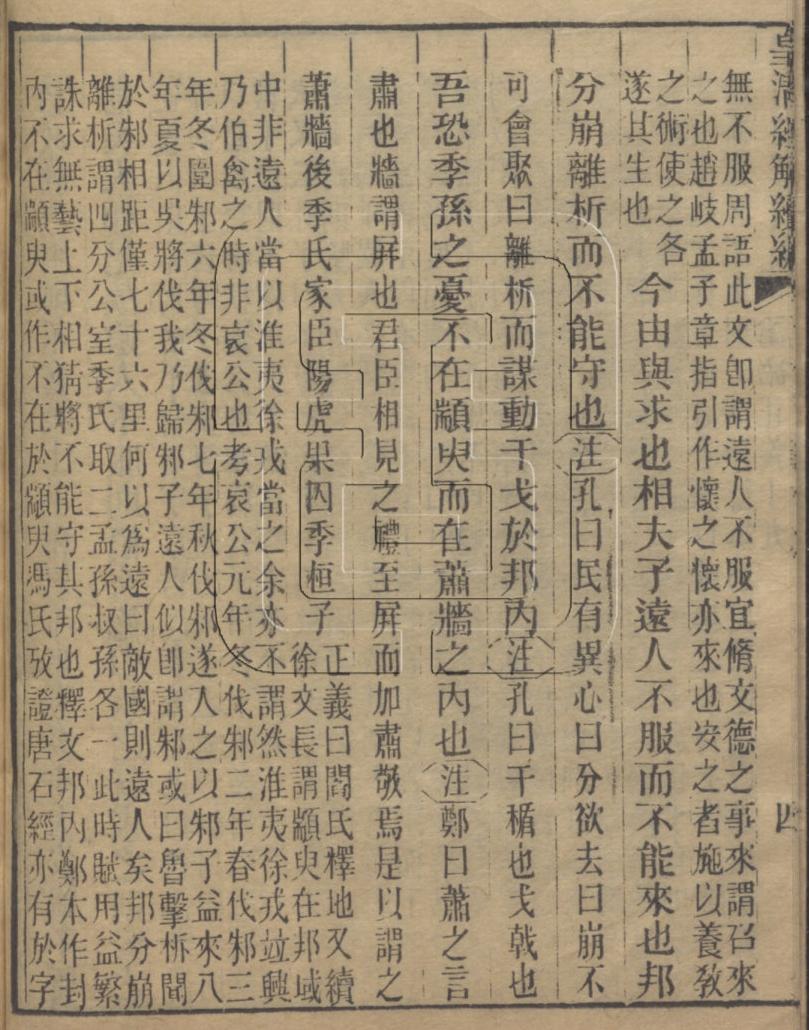 皇清經解續編
四
無不服周語此文卽謂遠人不服宜脩文德之事來謂召來
之也趙岐孟子章指引作懷之懷亦來也安之者施以養敎
之術使之各
遂其生也
今由與求也相夫子遠人不服而不能來也邦
分崩離析而不能守也注孔曰民有異心曰分欲去曰崩不
可會聚曰離析而謀動干戈於邦內注孔曰干楯也戈戟也
吾恐季孫之憂不在顓臾而在蕭牆之內也注鄭曰蕭之言
肅也牆謂屏也君臣相見之禮至屏而加肅敬焉是以謂之
蕭牆後季氏家臣陽虎果囚季桓子
正義曰閻氏釋地又續
徐文長謂顓臾在邦域
中非遠人當以淮夷徐戎當之余亦不謂然淮夷徐戎竝興
乃伯禽之時非哀公也考哀公元年冬伐邾二年春伐邾三
年冬圍邾六年冬伐邾七年秋伐邾遂入之以邾子益來八
年夏以吳將伐我乃歸邾子遠人似卽謂邾或曰魯擊柝聞
於邾相距僅七十六里何以爲遠曰敵國則遠人矣邦分崩
離析謂四分公室季氏取二孟孫叔孫各一此時賦用益繁
誅求無藝上下相猜將不能守其邦也釋文邦內鄭本作封
內不在顓臾或作不在於顓臾馮氏攷證唐石經亦有於字